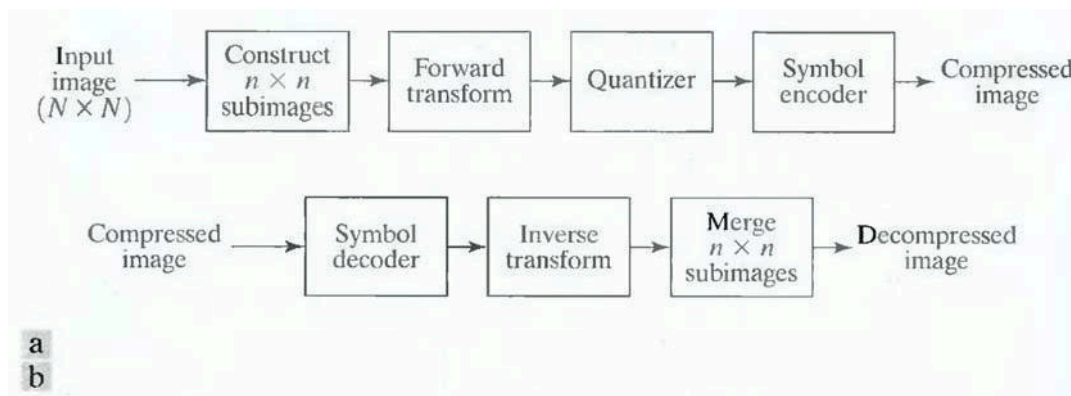 Input
image
(N × N)
Construct
n × n
subimages
Forward
transform
Quantizer
Symbol
encoder
Compressed
image
Compressed
image
Symbol
decoder
Inverse
transform
Merge
n × n
subimages
Decompressed
image
a
b